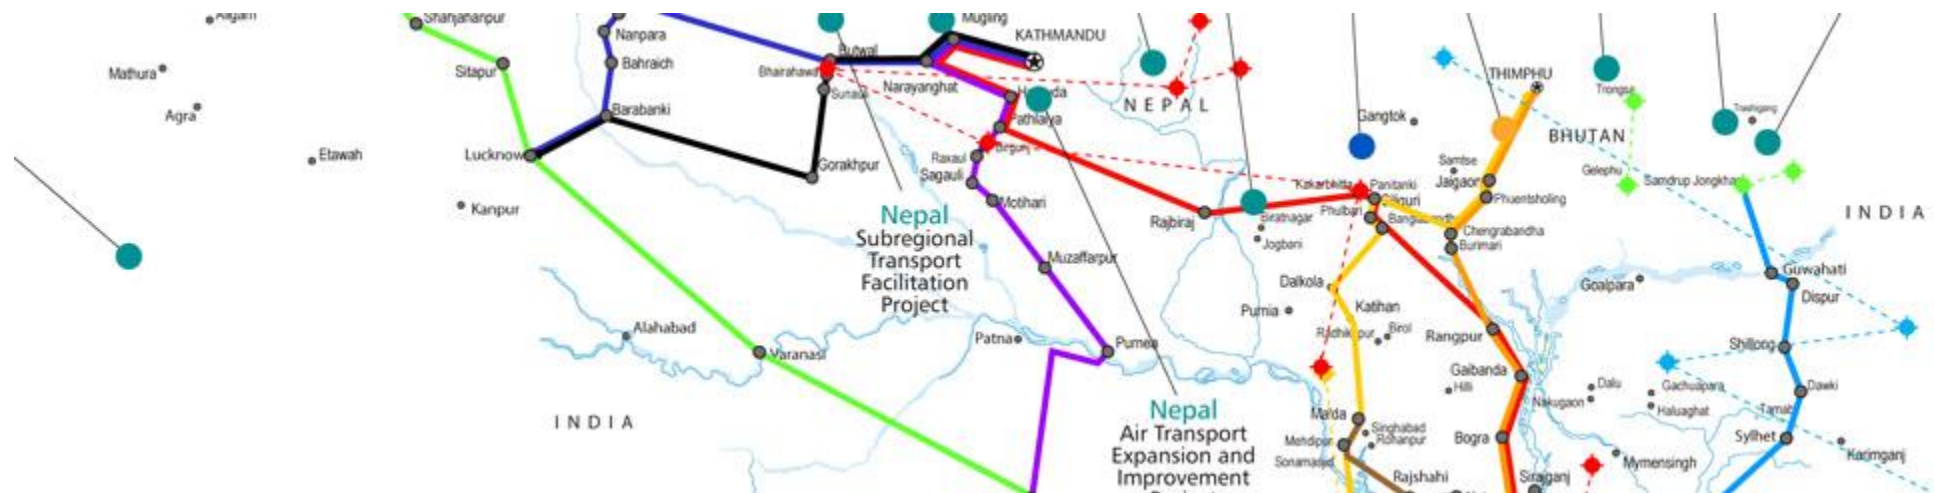 Shahjahanpur
Mugling
Nanpara
KATHMANDU
Butwal
Mathura
Sitapur
Bahraich
Bhairahawa
THIMPHU
Narayanghat
Trongsa
NEPAL
Trashigang
Agra
Barabanki
Pathlaiya
Gangtok
BHUTAN
Etawah
Lucknow
Gorakhpur
Raxaul
Birgunj
Samtse
Gelephu
Sagauli
Kakarbhitta
Panitanki
Jaigaon
Samdrup Jongkhar
Kanpur
Nepal
Subregional
Transport
Facilitation
Project
Motihari
Rajbiraj
Biratnagar
Phulbari
Siliguri
Phuentsholing
INDIA
Jogbani
Chengrabandha
Burimari
Muzaffarpur
Guwahati
Dalkola
Goalpara
Dispur
Purnia
Katihan
Alahabad
Patna
Purnea
Radhikapur
Birol
Rangpur
Shillong
Varanasi
Gaibanda
Hilli
Dalu
Nakugaon
Gachuapara
Haluaghat
Dawki
Tamabil
INDIA
Nepal
Air Transport
Expansion and
Improvement
Malda
Singhabad
Rohanpur
Mehdipur
Sonamasjid
Bogra
Sylhet
Karimganj
Mymensingh
Rajshahi
Sirajganj